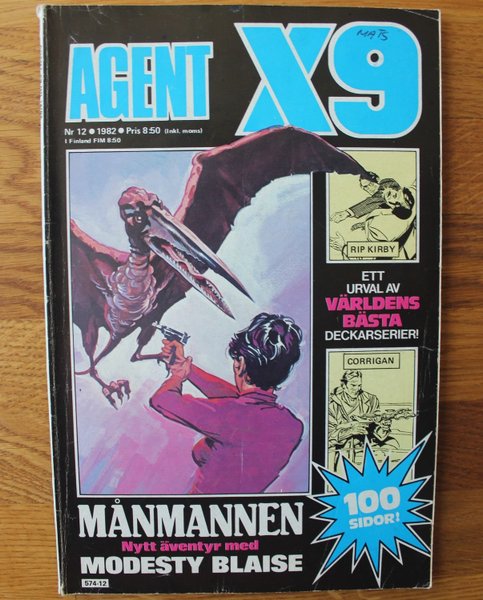 AGENT X9
MATS
Nr 12 ● 1982 ● Pris 8:50 (Inkl. moms)
I Finland FIM 8:50
RIP KIRBY
ETT
URVAL AV
VÄRLDENS
BÄSTA
DECKARSERIER!
CORRIGAN
100
SIDOR!
MÅNMANNEN
Nytt äventyr med
MODESTY BLAISE
574-12